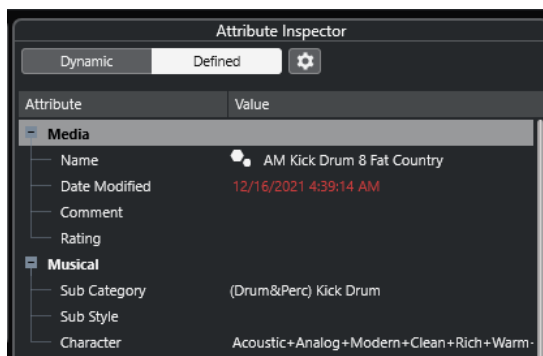 Attribute Inspector
Dynamic Defined
Attribute Value
Media
Name AM Kick Drum 8 Fat Country
Date Modified 12/16/2021 4:39:14 AM
Comment
Rating
Musical
Sub Category (Drum&Perc) Kick Drum
Sub Style
Character Acoustic+Analog+Modern+Clean+Rich+Warm-